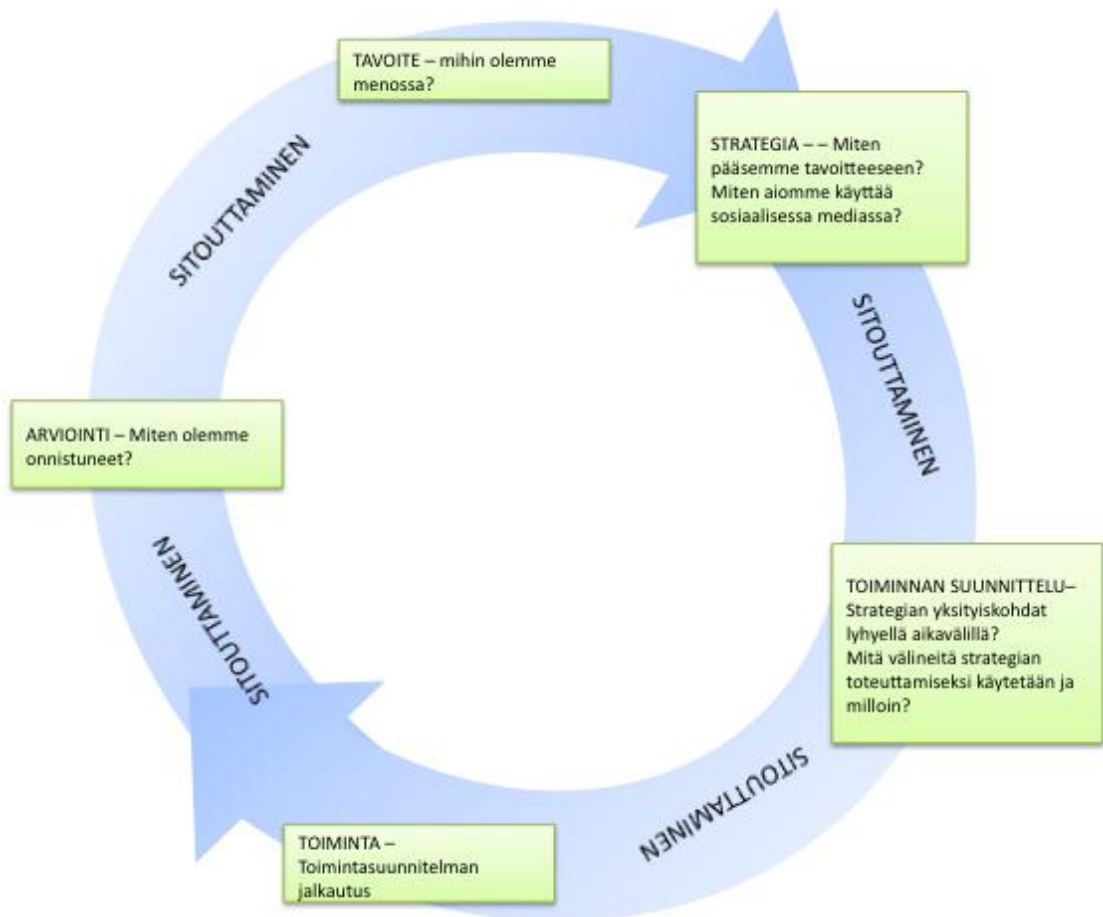 TAVOITE – mihin olemme
menossa?
STRATEGIA – – Miten
pääsemme tavoitteeseen?
Miten aiomme käyttää
sosiaalisessa mediassa?
SITOUTTAMINEN
TOIMINNAN SUUNNITTELU–
Strategian yksityiskohdat
lyhyellä aikavälillä?
Mitä välineitä strategian
toteuttamiseksi käytetään ja
milloin?
SITOUTTAMINEN
TOIMINTA –
Toimintasuunnitelman
jalkautus
SITOUTTAMINEN
ARVIOINTI – Miten olemme
onnistuneet?
SITOUTTAMINEN